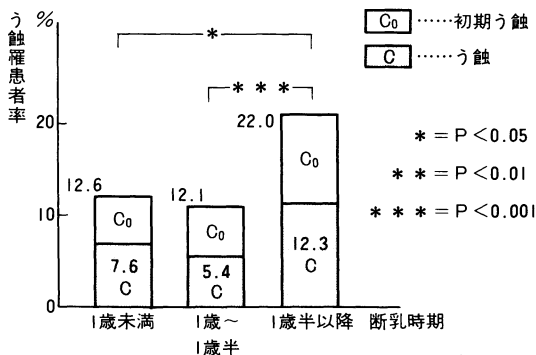 う蝕罹患者率
%
20
10
0
*
***
12.6
C₀
7.6
C
12.1
C₀
5.4
C
22.0
C₀
12.3
C
1歳未満
1歳~
1歳半
1歳半以降
断乳時期
C₀……初期う蝕
C……う蝕
*=P<0.05
**=P<0.01
***=P<0.001